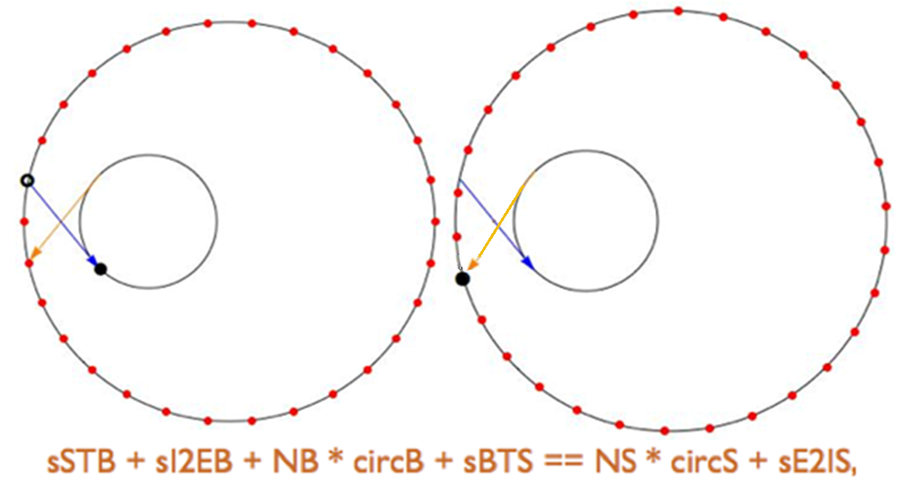 sSTB + sI2EB + NB * circB + sBTS == NS * circS + sE2IS,